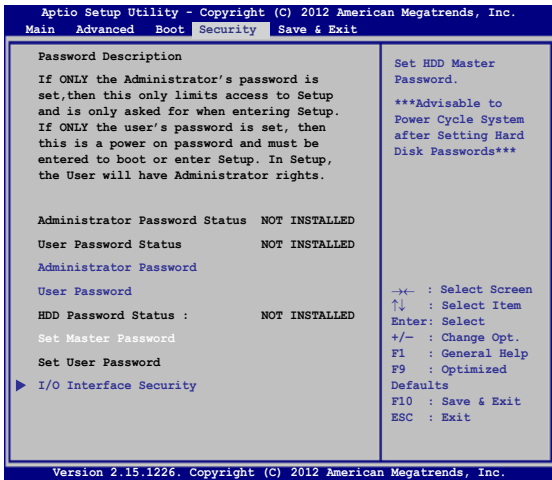 Aptio Setup Utility - Copyright (C) 2012 American Megatrends, Inc.
Main Advanced Boot Security Save & Exit
Password Description
If ONLY the Administrator's password is
set,then this only limits access to Setup
and is only asked for when entering Setup.
If ONLY the user's password is set, then
this is a power on password and must be
entered to boot or enter Setup. In Setup,
the User will have Administrator rights.
Administrator Password Status NOT INSTALLED
User Password Status NOT INSTALLED
Administrator Password
User Password
HDD Password Status : NOT INSTALLED
Set Master Password
Set User Password
I/O Interface Security
Set HDD Master
Password.
***Advisable to
Power Cycle System
after Setting Hard
Disk Passwords***
→← : Select Screen
↑↓ : Select Item
Enter: Select
+/— : Change Opt.
F1 : General Help
F9 : Optimized
Defaults
F10 : Save & Exit
ESC : Exit
Version 2.15.1226. Copyright (C) 2012 American Megatrends, Inc.